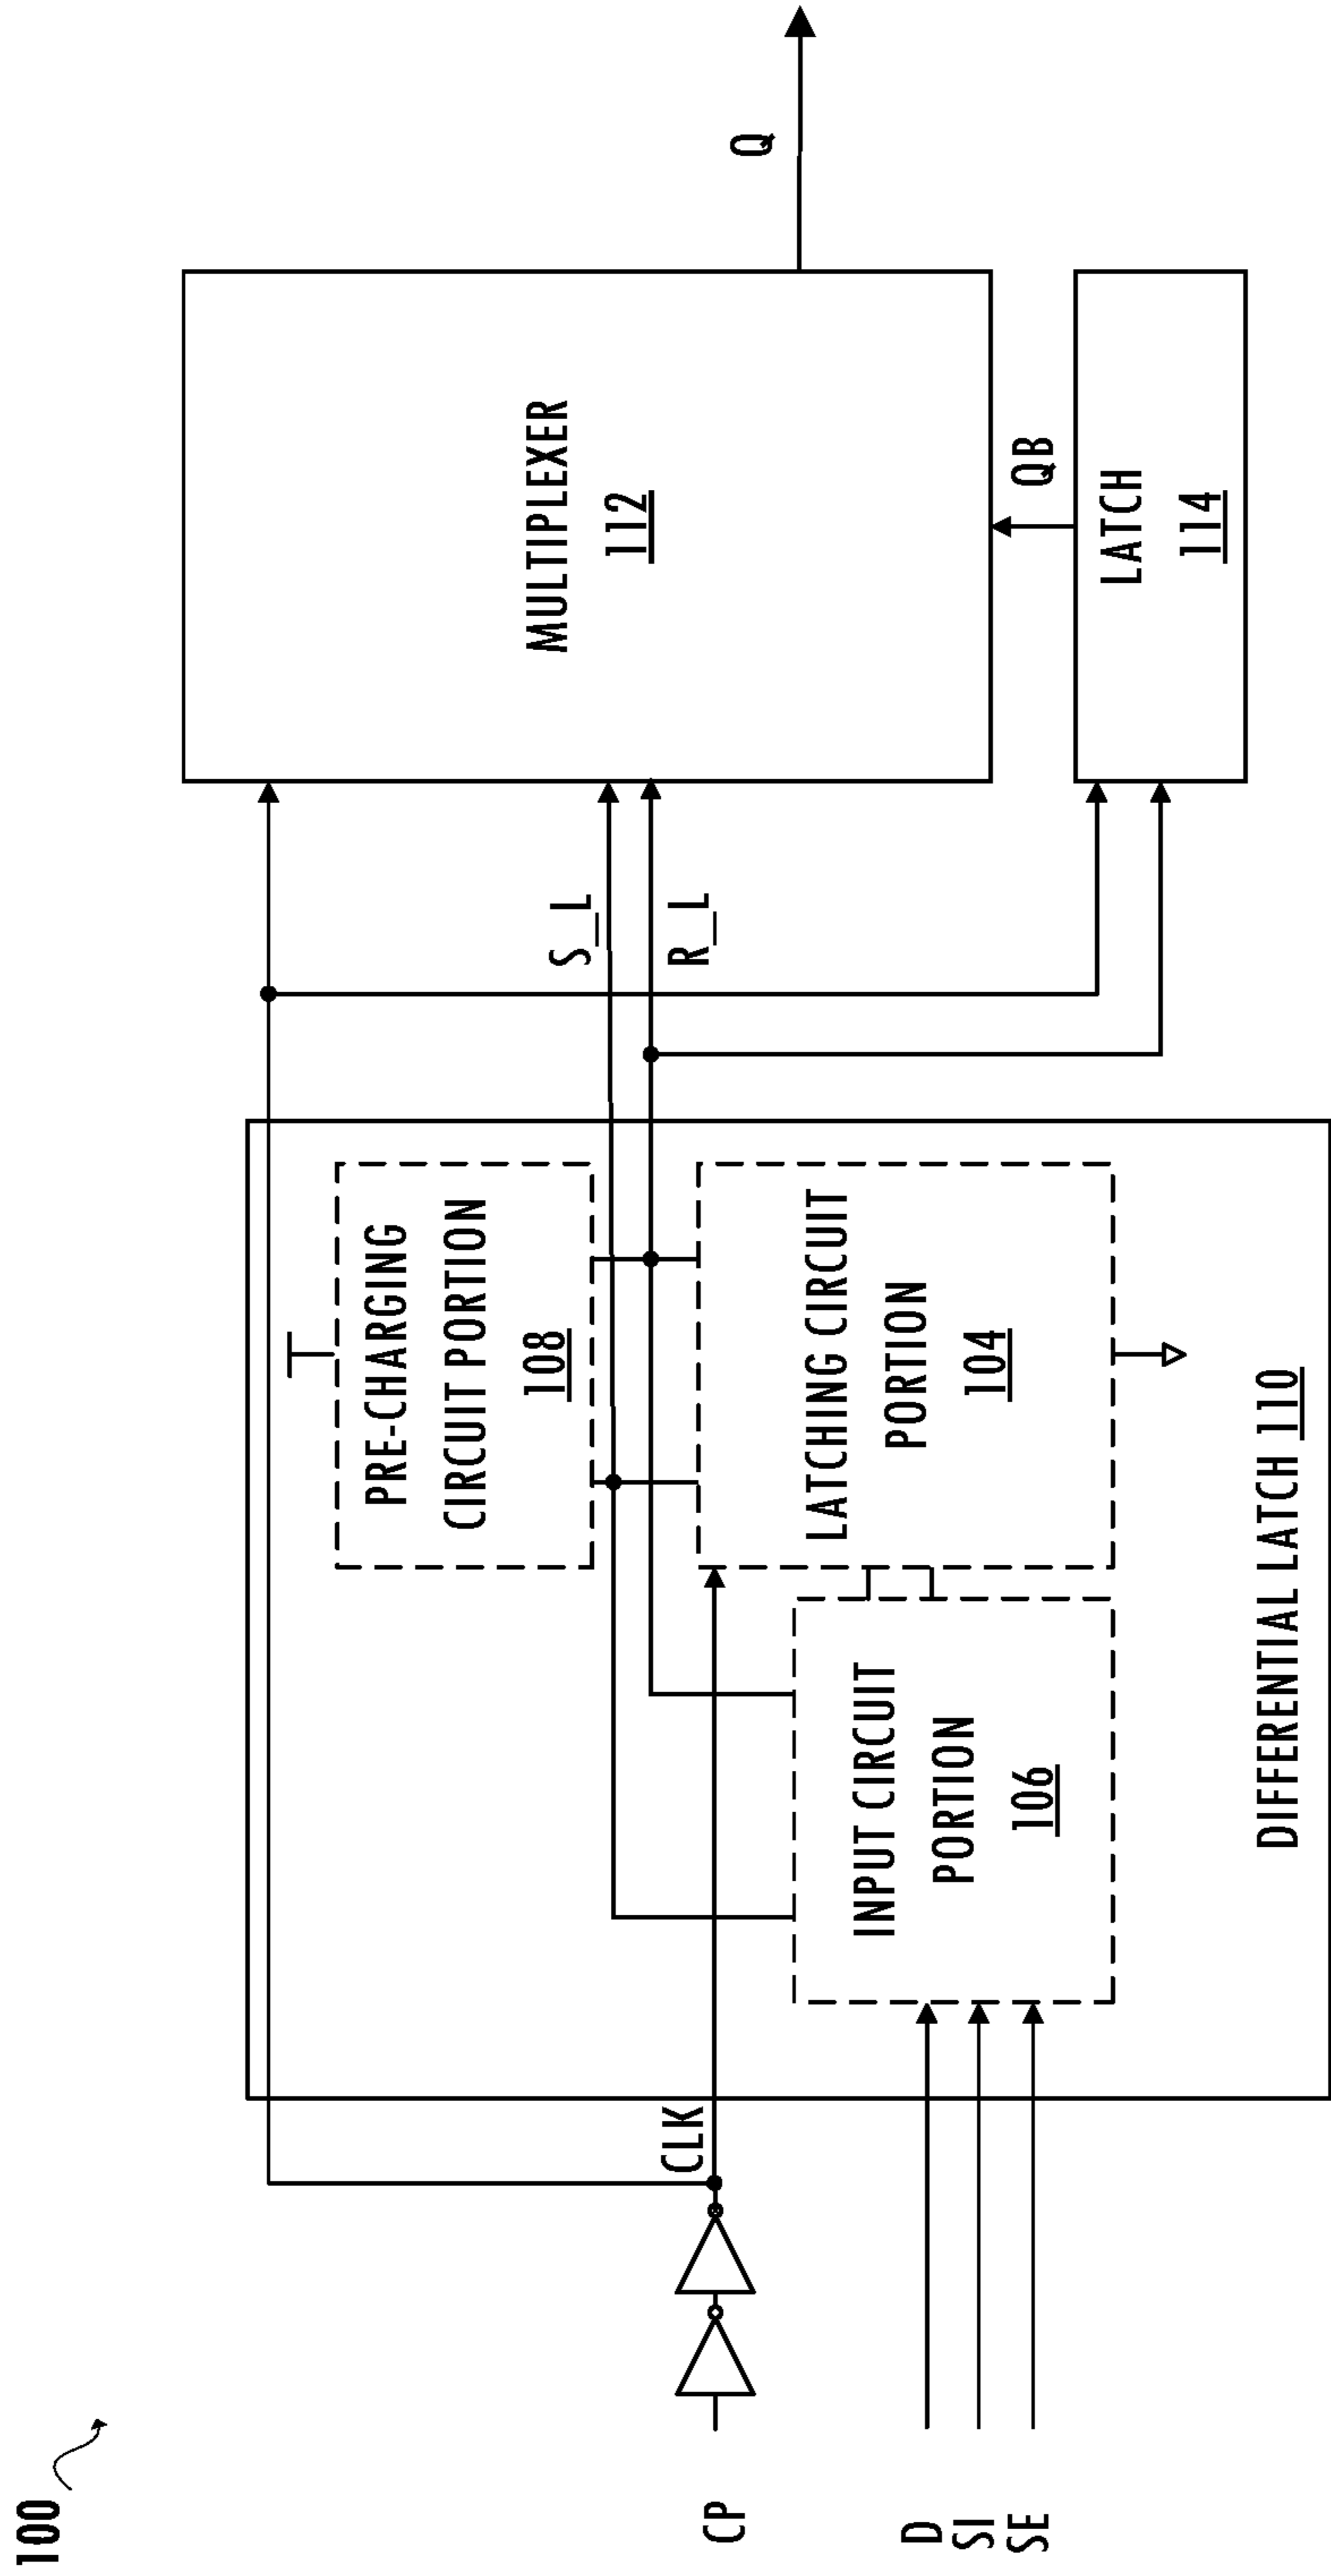 100
CP
D
SI
SE
CLK
PRE-CHARGING
CIRCUIT PORTION
108
INPUT CIRCUIT
PORTION
106
LATCHING CIRCUIT
PORTION
104
DIFFERENTIAL LATCH 110
S_L
R_L
MULTIPLEXER
112
QB
LATCH
114
Q